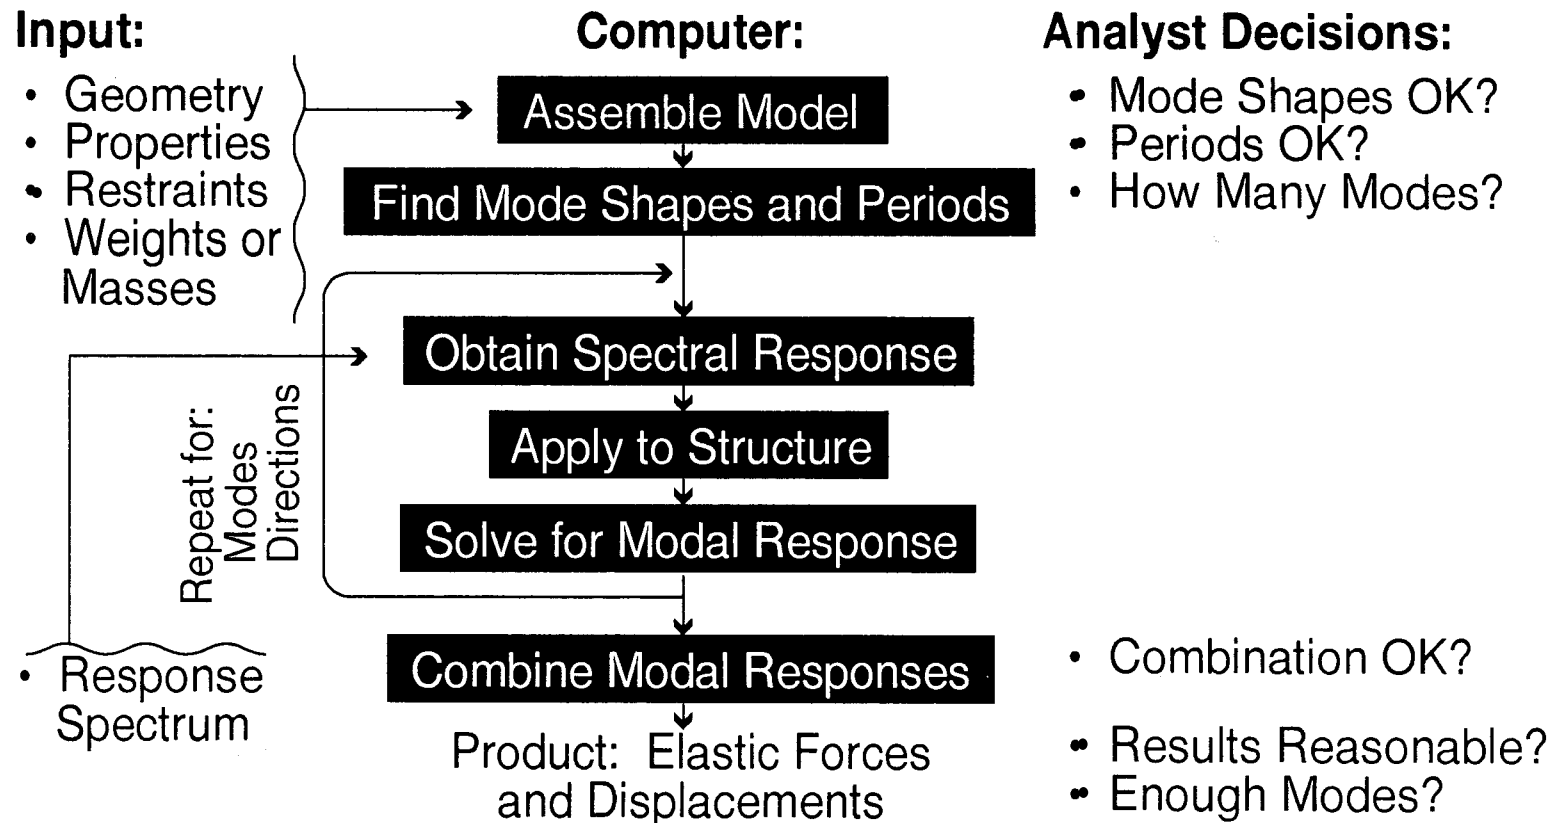 Input:
• Geometry
• Properties
• Restraints
• Weights or
Masses
• Response
Spectrum
Computer:
Assemble Model
Find Mode Shapes and Periods
Obtain Spectral Response
Apply to Structure
Solve for Modal Response
Repeat for:
Modes
Directions
Combine Modal Responses
Product: Elastic Forces
and Displacements
Analyst Decisions:
• Mode Shapes OK?
• Periods OK?
• How Many Modes?
• Combination OK?
• Results Reasonable?
• Enough Modes?